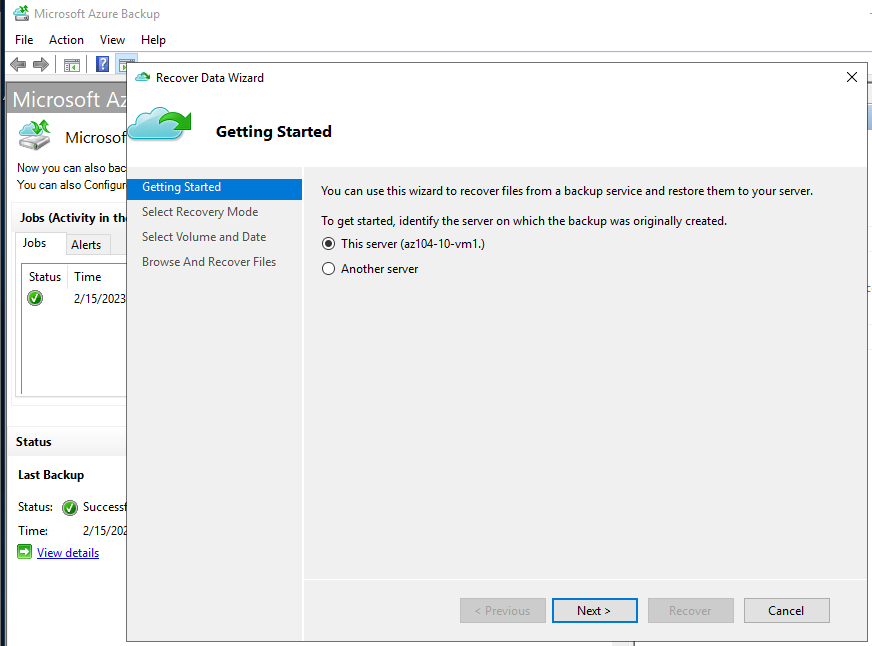 Microsoft Azure Backup
File Action View Help
Microsoft Az
Microsof
Now you can also bac
You can also Configur
Jobs (Activity in th
Jobs Alerts
Status Time
2/15/2023
Status
Last Backup
Status: Successf
Time: 2/15/202
View details
Recover Data Wizard
Getting Started
Getting Started
Select Recovery Mode
Select Volume and Date
Browse And Recover Files
You can use this wizard to recover files from a backup service and restore them to your server.
To get started, identify the server on which the backup was originally created.
This server (az104-10-vm1.)
Another server
< Previous Next > Recover Cancel